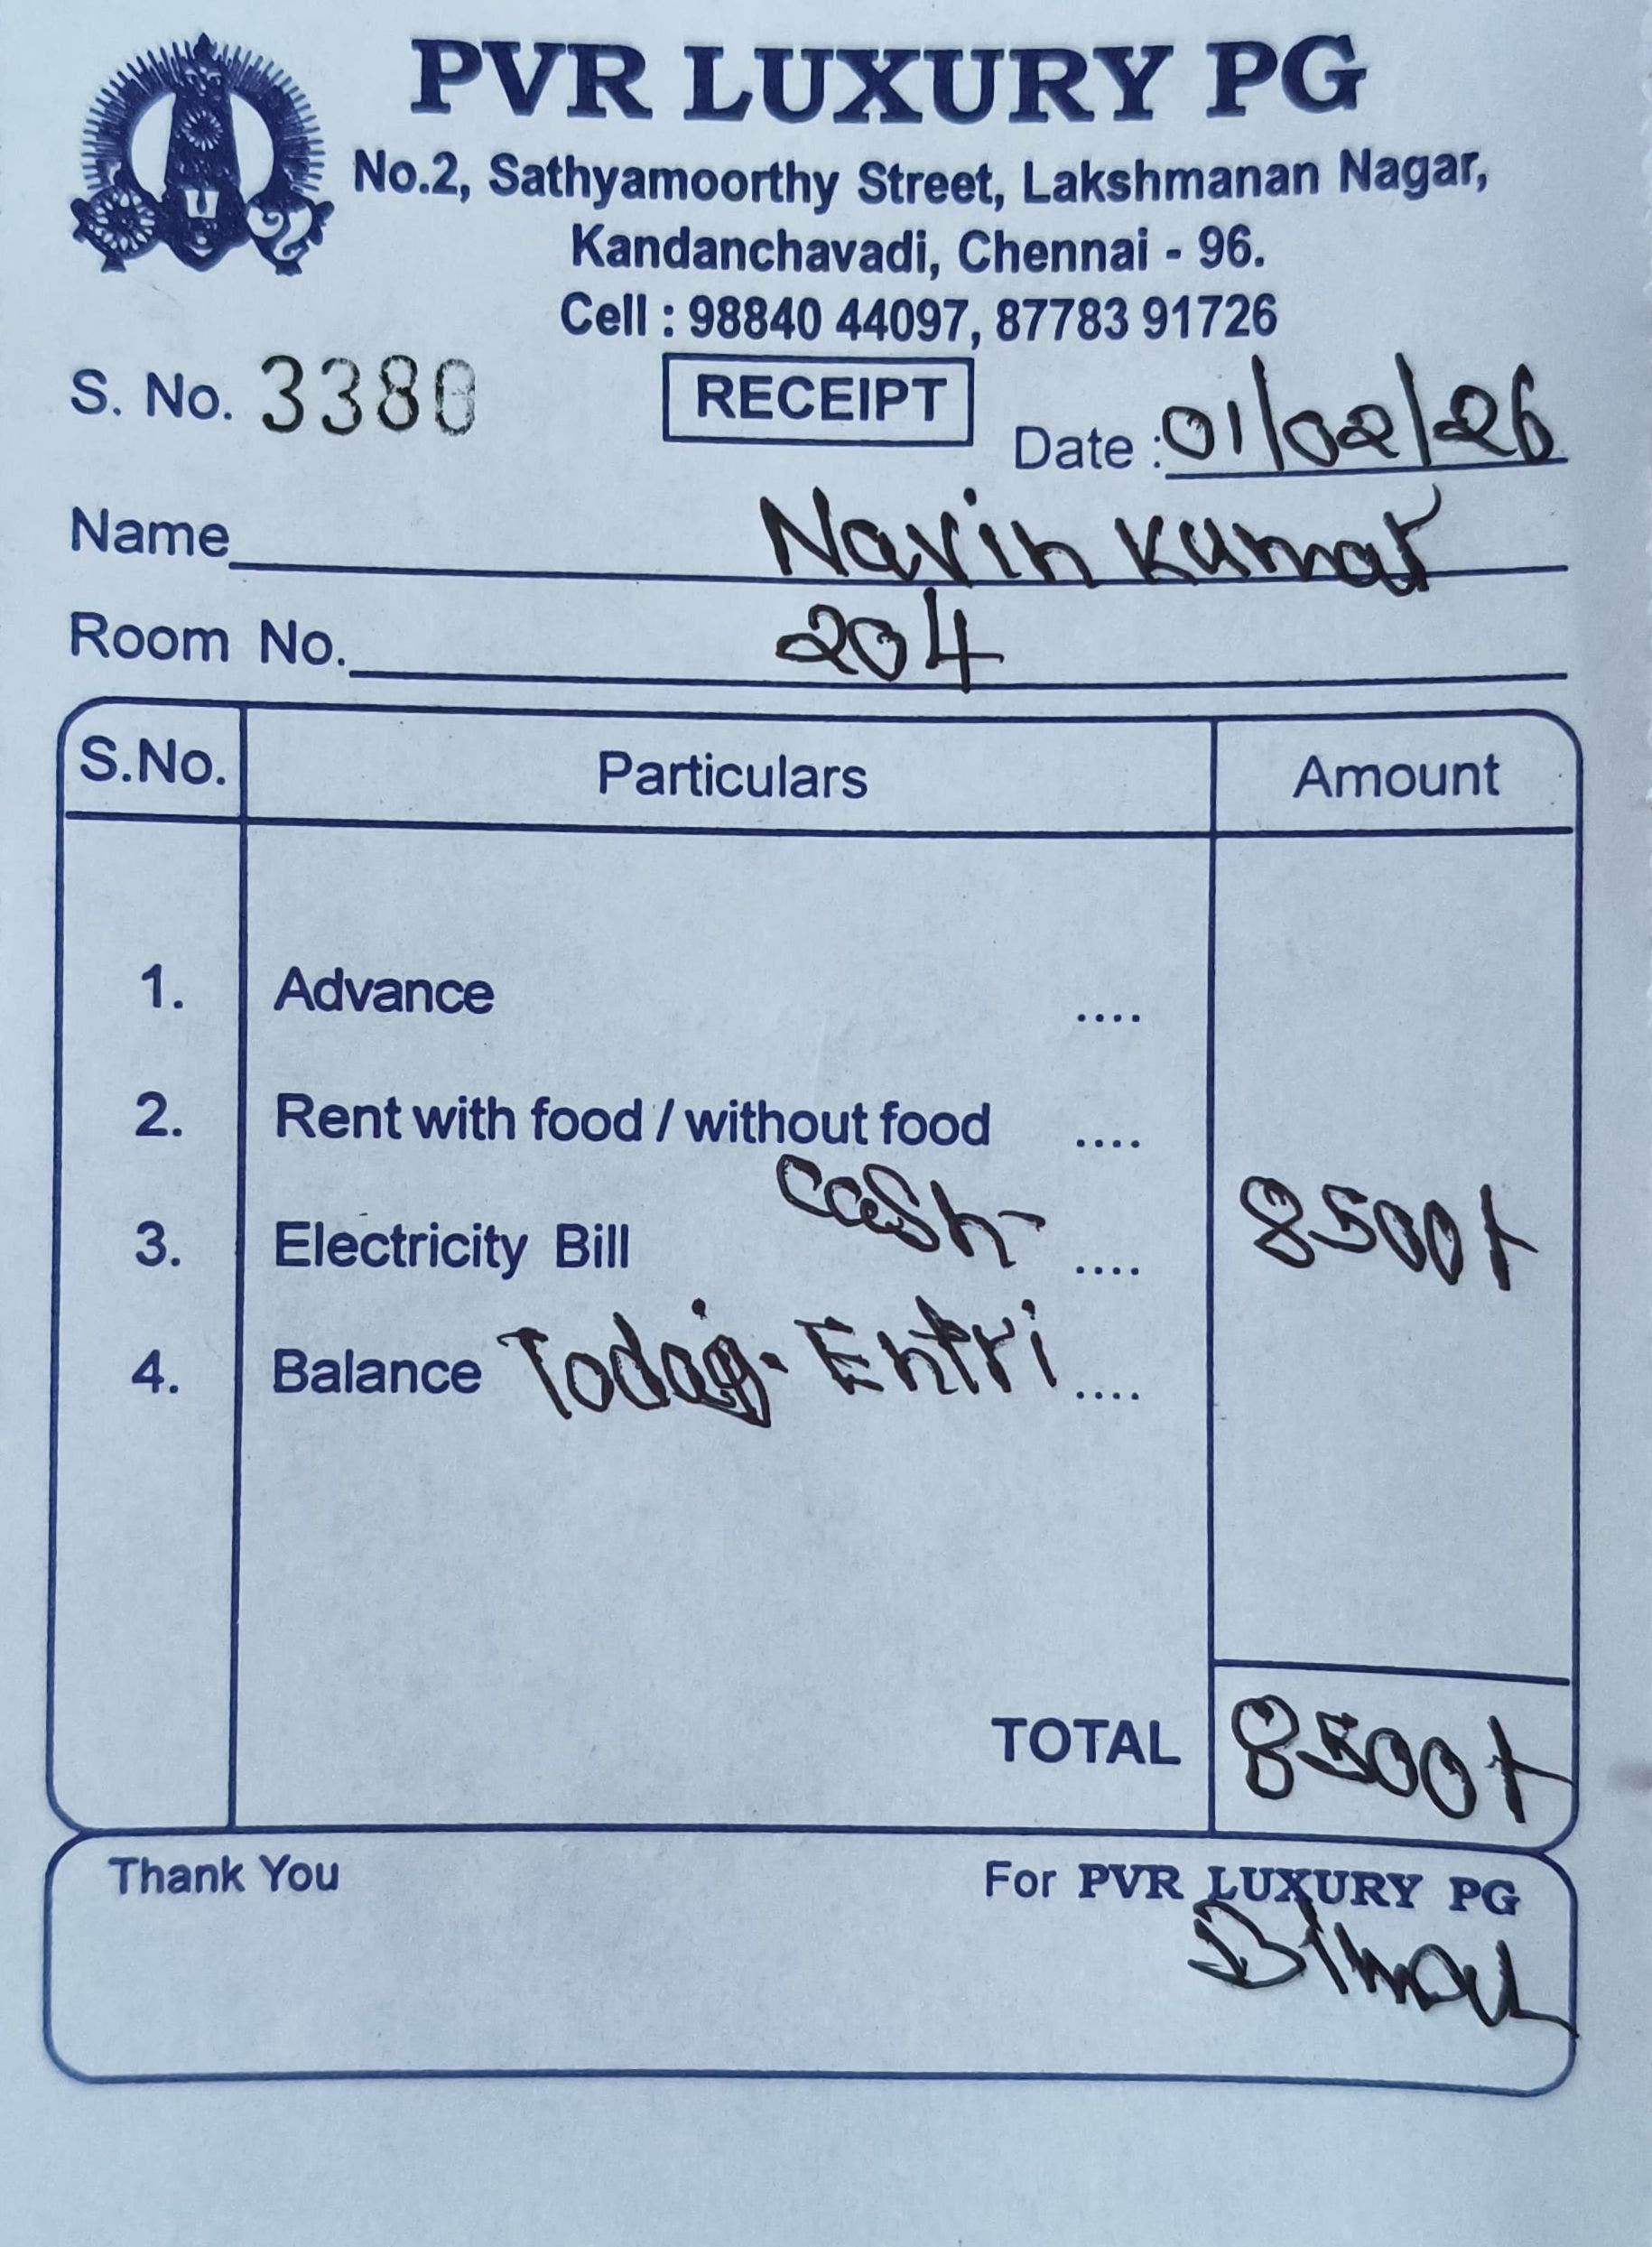 PVR LUXURY PG
No.2, Sathyamoorthy Street, Lakshmanan Nagar,
Kandanchavadi, Chennai - 96.
Cell : 98840 44097, 87783 91726
S. No. 3380
RECEIPT
Date : 01/02/26
Name Navin Kumar
Room No. 204
S.No. Particulars Amount
1. Advance ....
2. Rent with food / without food ....
Cash- 8500/-
3. Electricity Bill ....
4. Balance Today. Entri ....
TOTAL 8500/-
Thank You
For PVR LUXURY PG